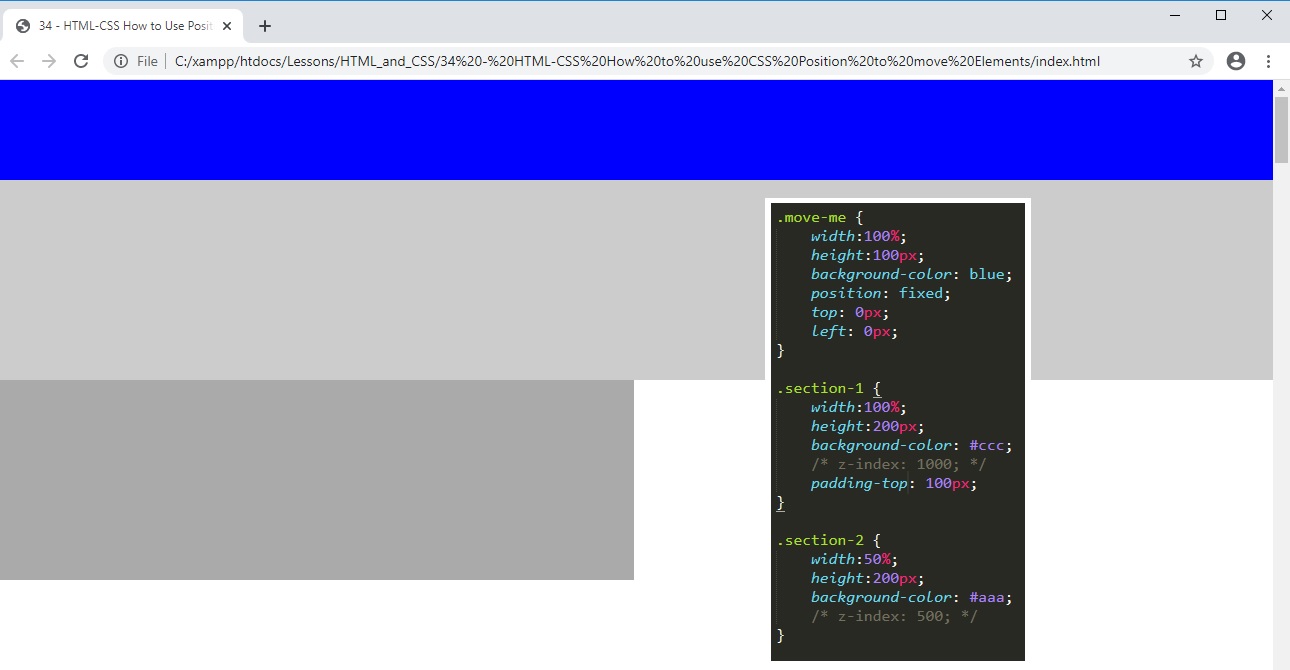 34 - HTML-CSS How to Use Posit
File
C:/xampp/htdocs/Lessons/HTML_and_CSS/34%20-%20HTML-CSS%20How%20to%20use%20CSS%20Position%20to%20move%20Elements/index.html
.move-me {
width:100%;
height:100px;
background-color: blue;
position: fixed;
top: 0px;
left: 0px;
}
.section-1 {
width:100%;
height:200px;
background-color: #ccc;
/* z-index: 1000; */
padding-top: 100px;
}
.section-2 {
width:50%;
height:200px;
background-color: #aaa;
/* z-index: 500; */
}